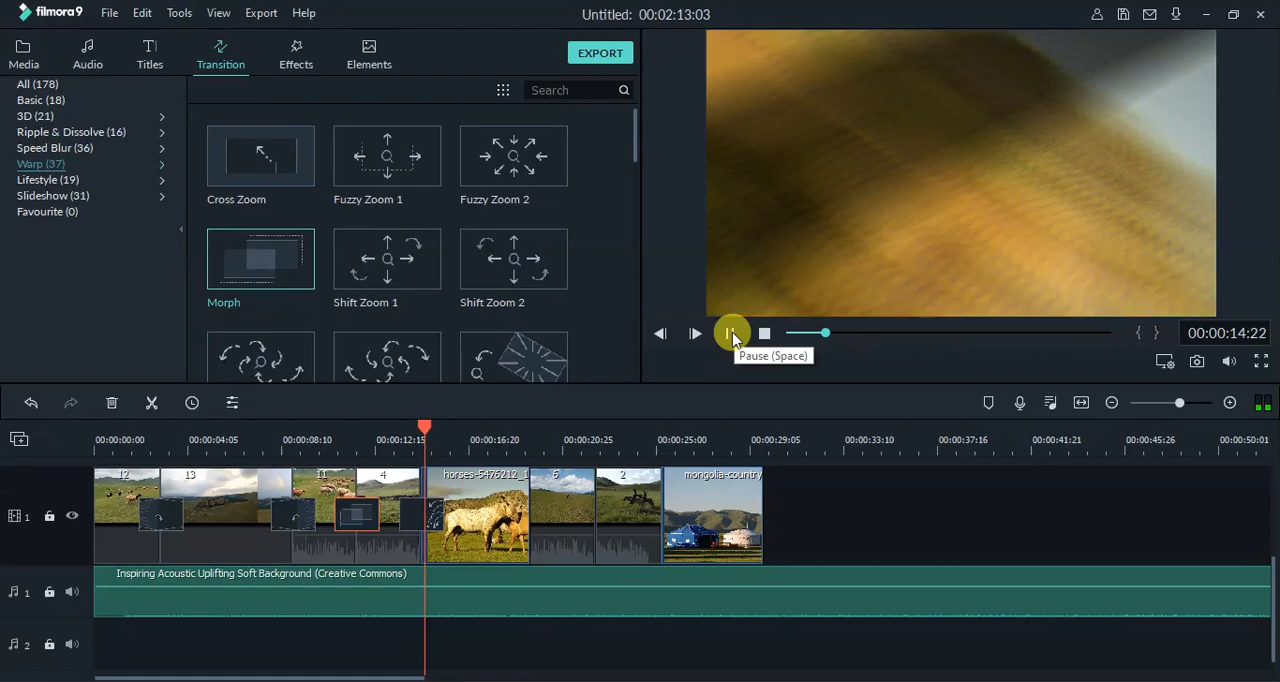 filmora9 File Edit Tools View Export Help Untitled: 00:02:13:03
Media Audio Titles Transition Effects Elements EXPORT
All (178)
Basic (18)
3D (21)
Ripple & Dissolve (16)
Speed Blur (36)
Warp (37)
Lifestyle (19)
Slideshow (31)
Favourite (0)
Search
Cross Zoom Fuzzy Zoom 1 Fuzzy Zoom 2
Morph Shift Zoom 1 Shift Zoom 2
00:00:14:22
Pause (Space)
00:00:00:00 00:00:04:05 00:00:08:10 00:00:12:15 00:00:16:20 00:00:20:25 00:00:25:00 00:00:29:05 00:00:33:10 00:00:37:16 00:00:41:21 00:00:45:26 00:00:50:01
12 13 11 4 horses-5476212_1 6 2 mongolia-country
1
Inspiring Acoustic Uplifting Soft Background (Creative Commons)
1
2